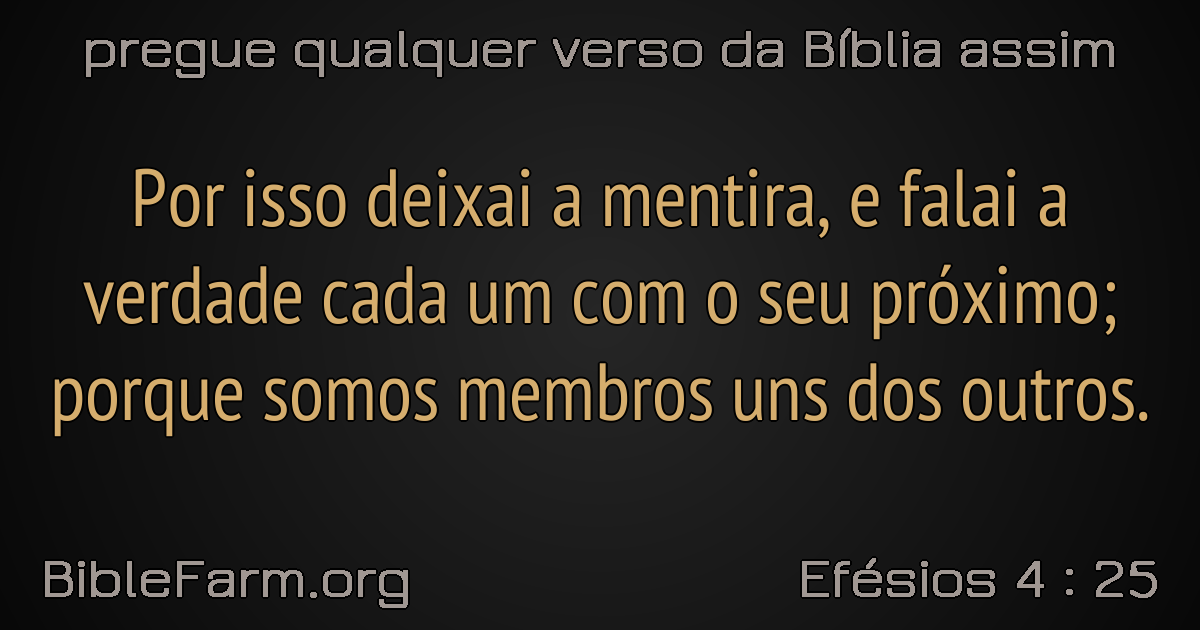 pregue qualquer verso da Bíblia assim
Por isso deixai a mentira, e falai a
verdade cada um com o seu próximo;
porque somos membros uns dos outros.
BibleFarm.org
Efésios 4 : 25